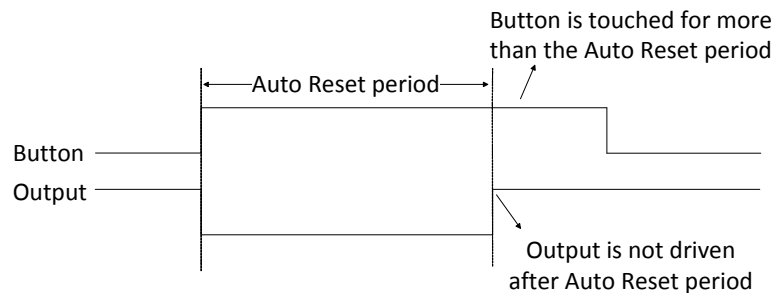 Button is touched for more
than the Auto Reset period
Auto Reset period
Button
Output
Output is not driven
after Auto Reset period